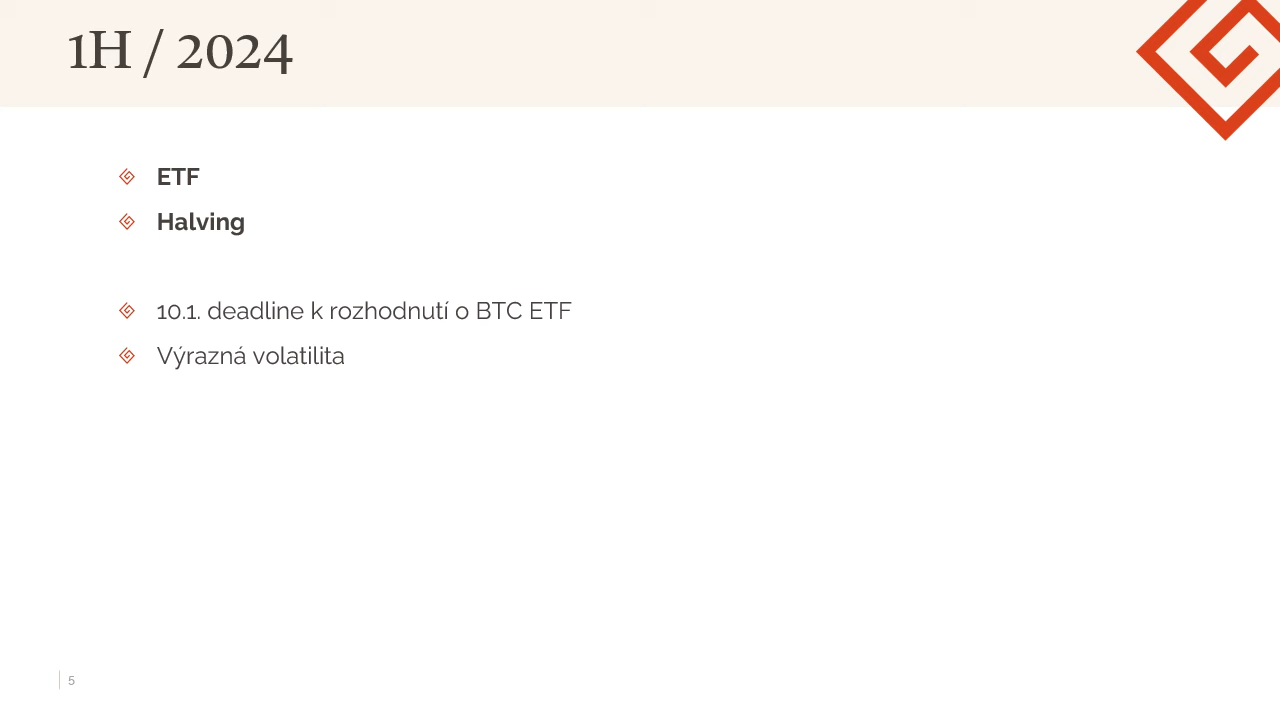 1H / 2024
ETF
Halving
10.1. deadline k rozhodnutí o BTC ETF
Výrazná volatilita
5